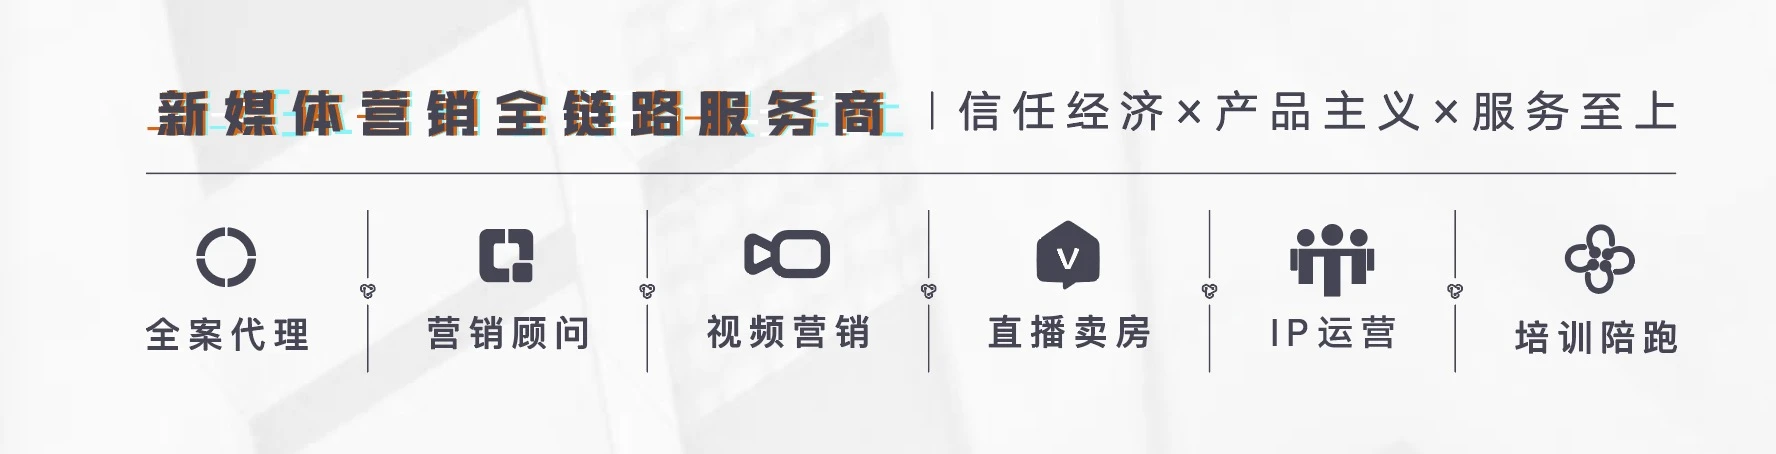 新媒体营销全链路服务商｜信任经济×产品主义×服务至上
全案代理 营销顾问 视频营销 直播卖房 IP运营 培训陪跑